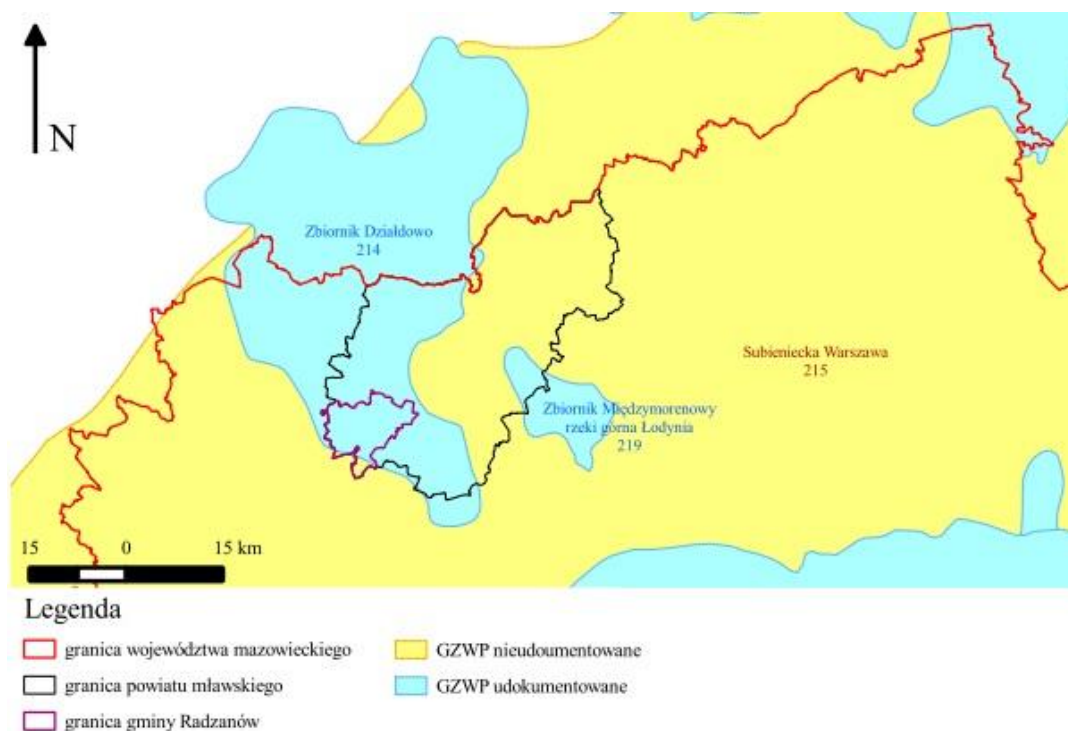 N
Zbiornik Działdowo
214
Subieniecka Warszawa
215
Zbiornik Międzymorenowy
rzeki górna Łodynia
219
15 0 15 km
Legenda
granica województwa mazowieckiego
granica powiatu mławskiego
granica gminy Radzanów
GZWP nieudoumentowane
GZWP udokumentowane